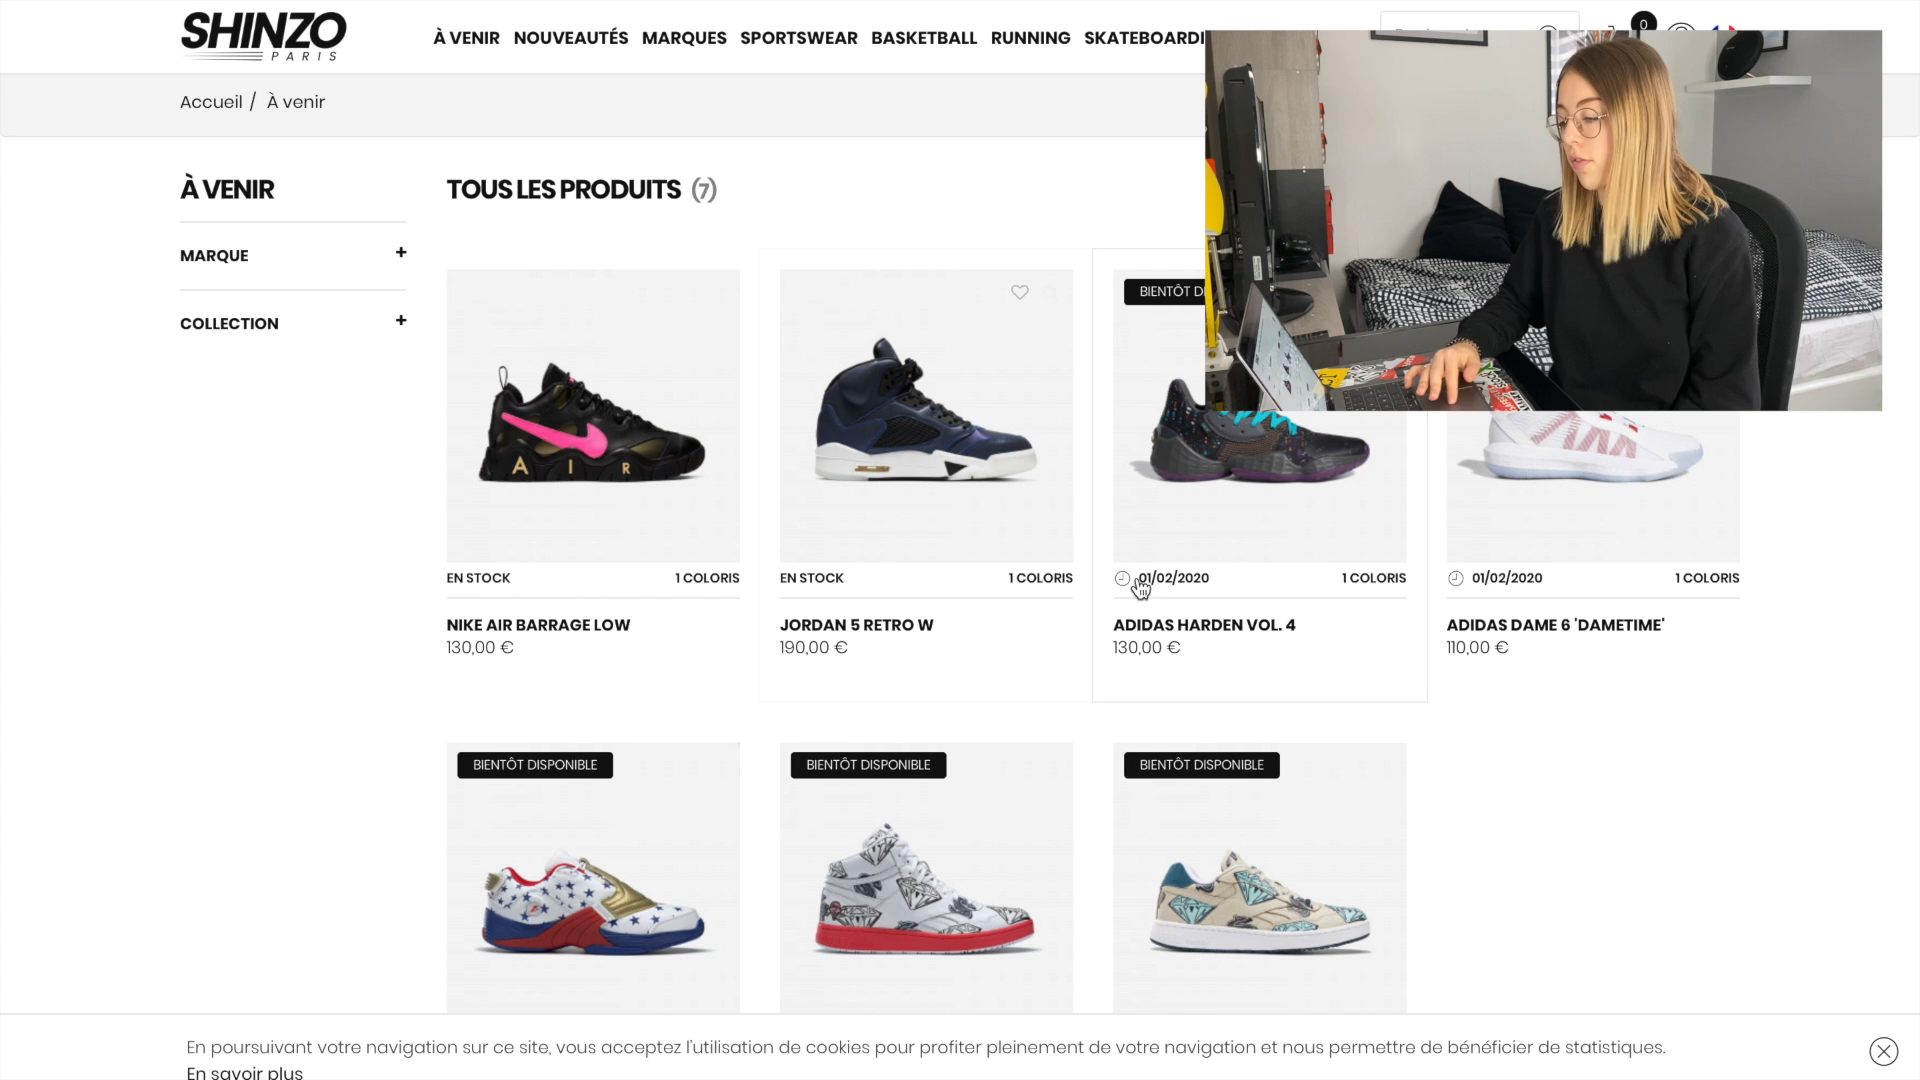 SHINZO
PARIS
À VENIR NOUVEAUTÉS MARQUES SPORTSWEAR BASKETBALL RUNNING SKATEBOARDI
0
Accueil / À venir
À VENIR
MARQUE +
COLLECTION +
TOUS LES PRODUITS (7)
BIENTÔT D
AIR
EN STOCK 1 COLORIS
NIKE AIR BARRAGE LOW
130,00 €
EN STOCK 1 COLORIS
JORDAN 5 RETRO W
190,00 €
01/02/2020 1 COLORIS
ADIDAS HARDEN VOL. 4
130,00 €
01/02/2020 1 COLORIS
ADIDAS DAME 6 'DAMETIME'
110,00 €
BIENTÔT DISPONIBLE
BIENTÔT DISPONIBLE
BIENTÔT DISPONIBLE
En poursuivant votre navigation sur ce site, vous acceptez l'utilisation de cookies pour profiter pleinement de votre navigation et nous permettre de bénéficier de statistiques.
En savoir plus